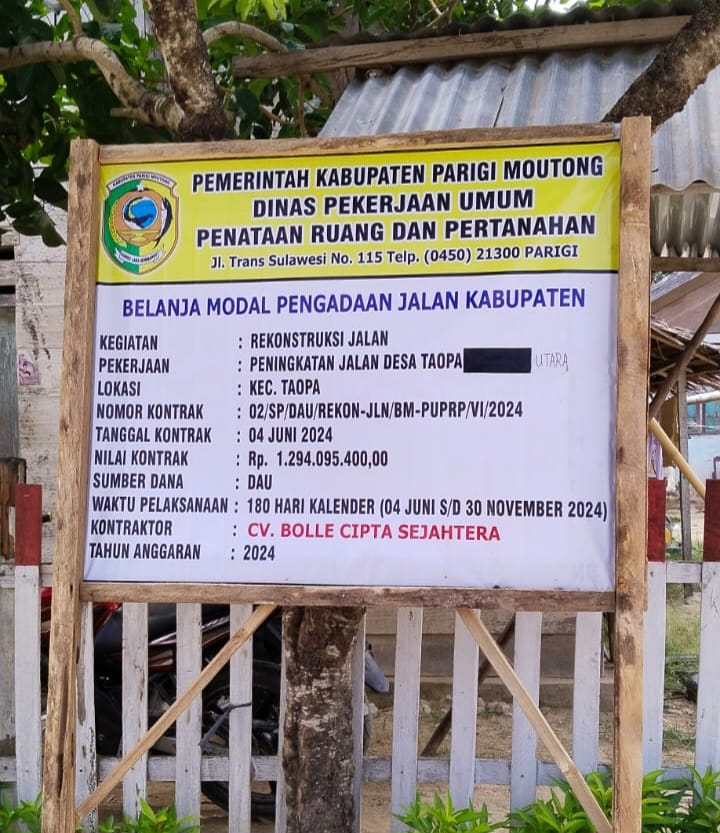 KABUPATEN PARIGI MOUTONG
PEMERINTAH KABUPATEN PARIGI MOUTONG
DINAS PEKERJAAN UMUM
PENATAAN RUANG DAN PERTANAHAN
Jl. Trans Sulawesi No. 115 Telp. (0450) 21300 PARIGI
BELANJA MODAL PENGADAAN JALAN KABUPATEN
KEGIATAN : REKONSTRUKSI JALAN
PEKERJAAN : PENINGKATAN JALAN DESA TAOPA UTARA
LOKASI : KEC. TAOPA
NOMOR KONTRAK : 02/SP/DAU/REKON-JLN/BM-PUPRP/VI/2024
TANGGAL KONTRAK : 04 JUNI 2024
NILAI KONTRAK : Rp. 1.294.095.400,00
SUMBER DANA : DAU
WAKTU PELAKSANAAN : 180 HARI KALENDER (04 JUNI S/D 30 NOVEMBER 2024)
KONTRAKTOR : CV. BOLLE CIPTA SEJAHTERA
TAHUN ANGGARAN : 2024